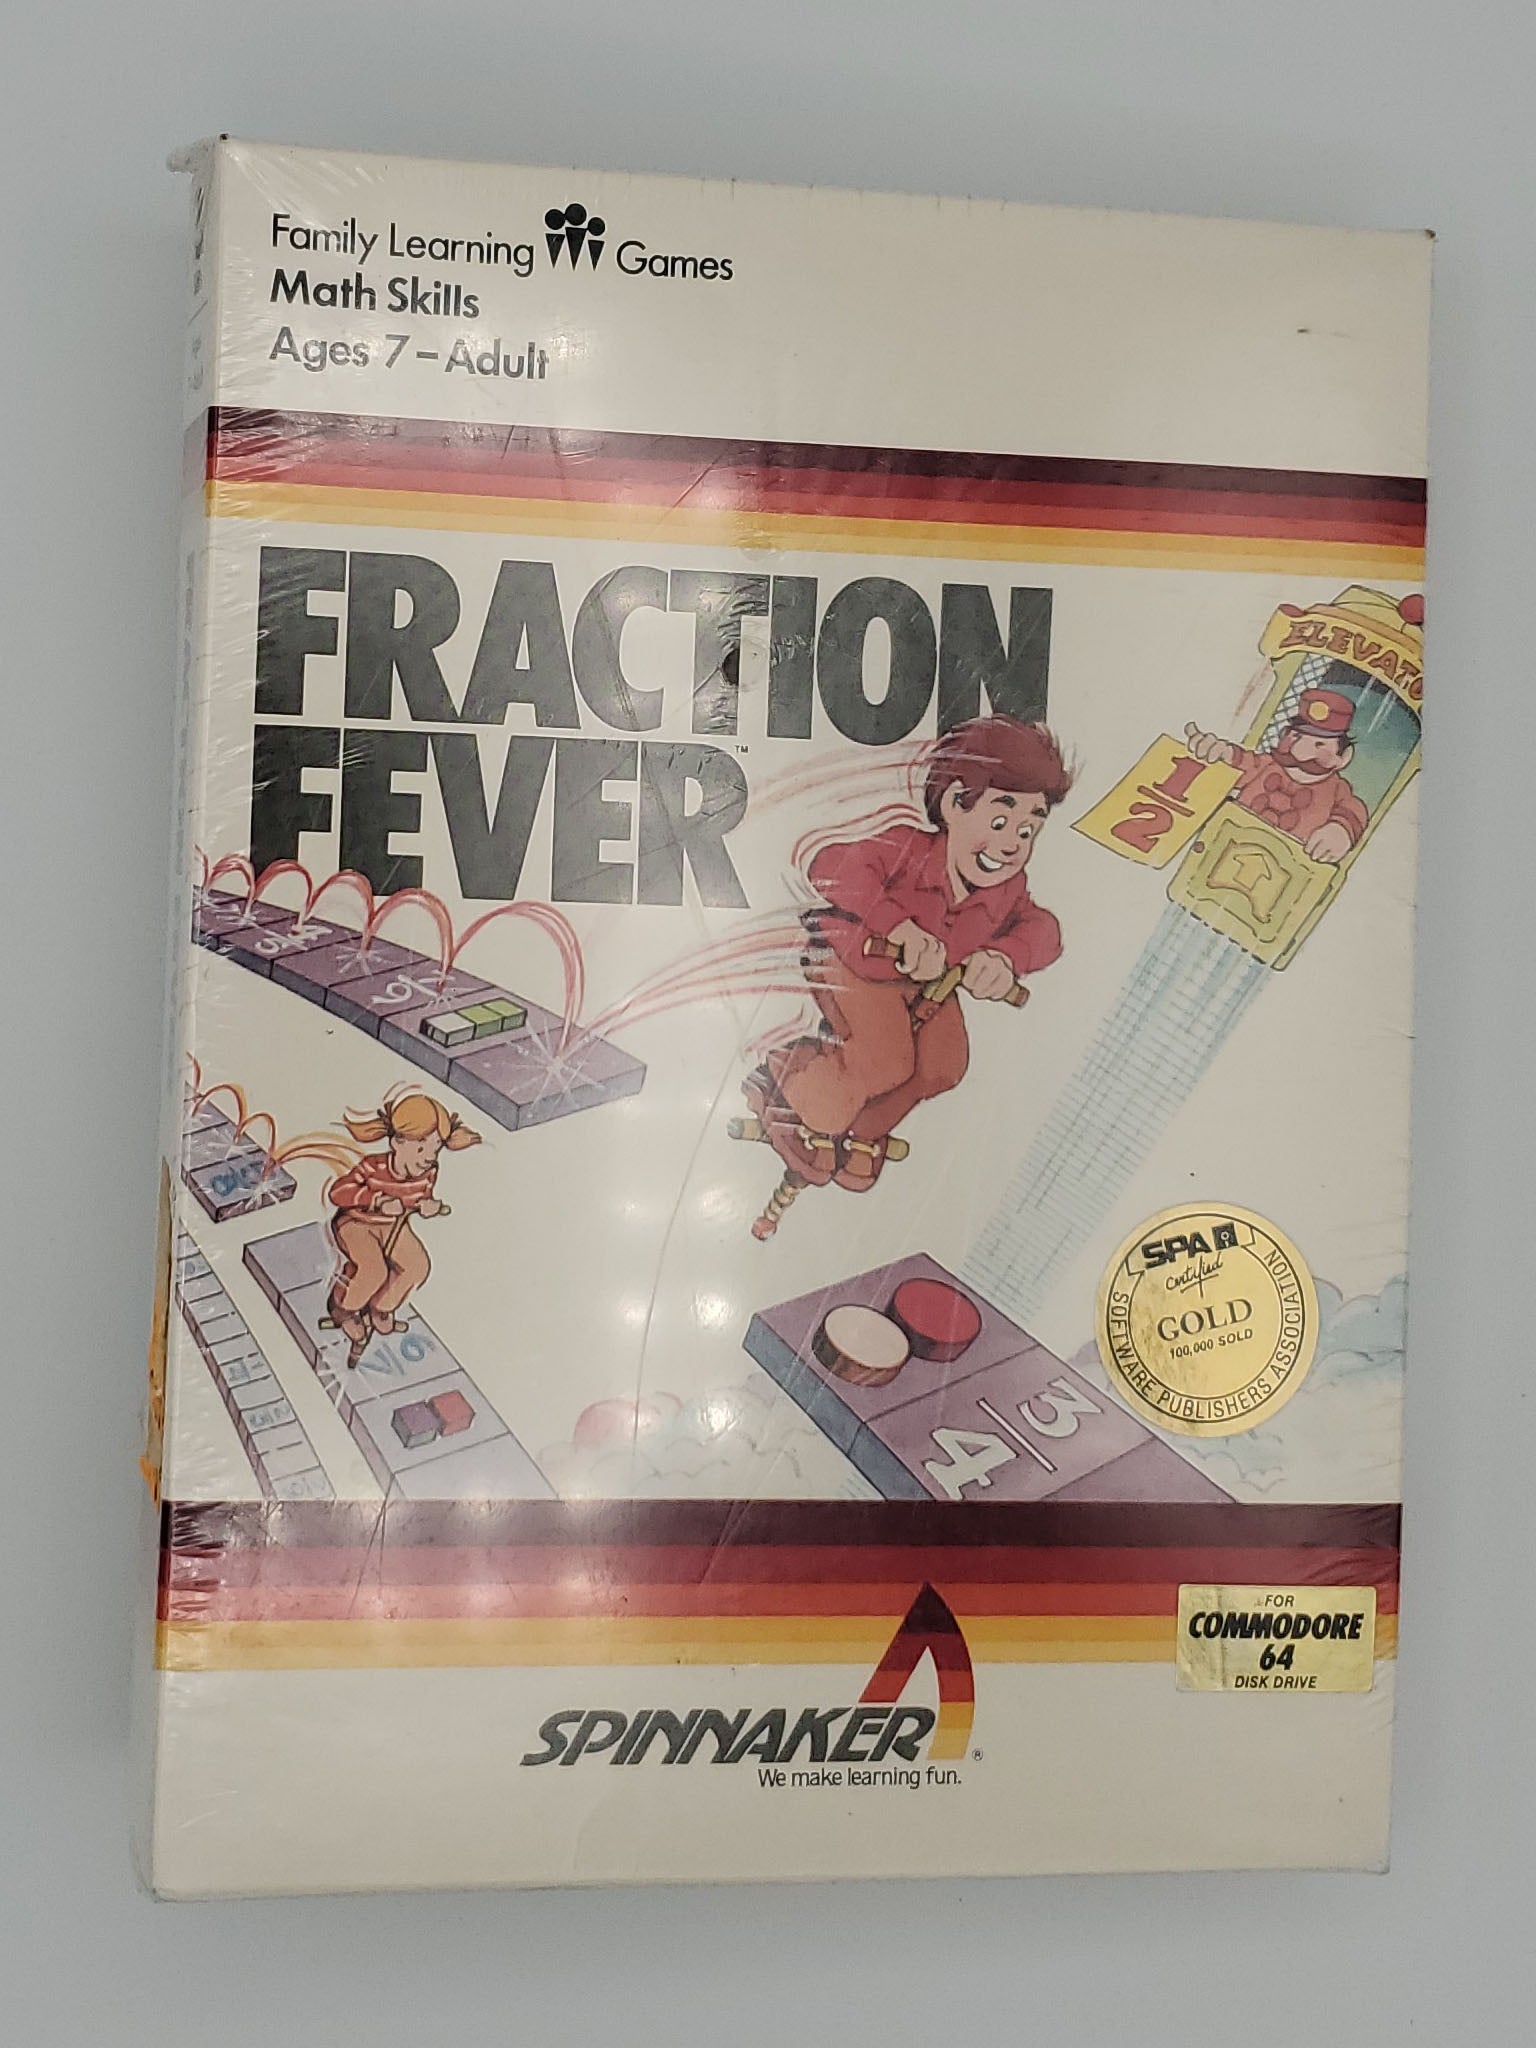 Family Learning Games
Math Skills
Ages 7 – Adult
FRACTION
FEVER™
ELEVATO
1
2
3
4
SPA
Certified
GOLD
100,000 SOLD
SOFTWARE PUBLISHERS ASSOCIATION
FOR
COMMODORE
64
DISK DRIVE
SPINNAKER®
We make learning fun.